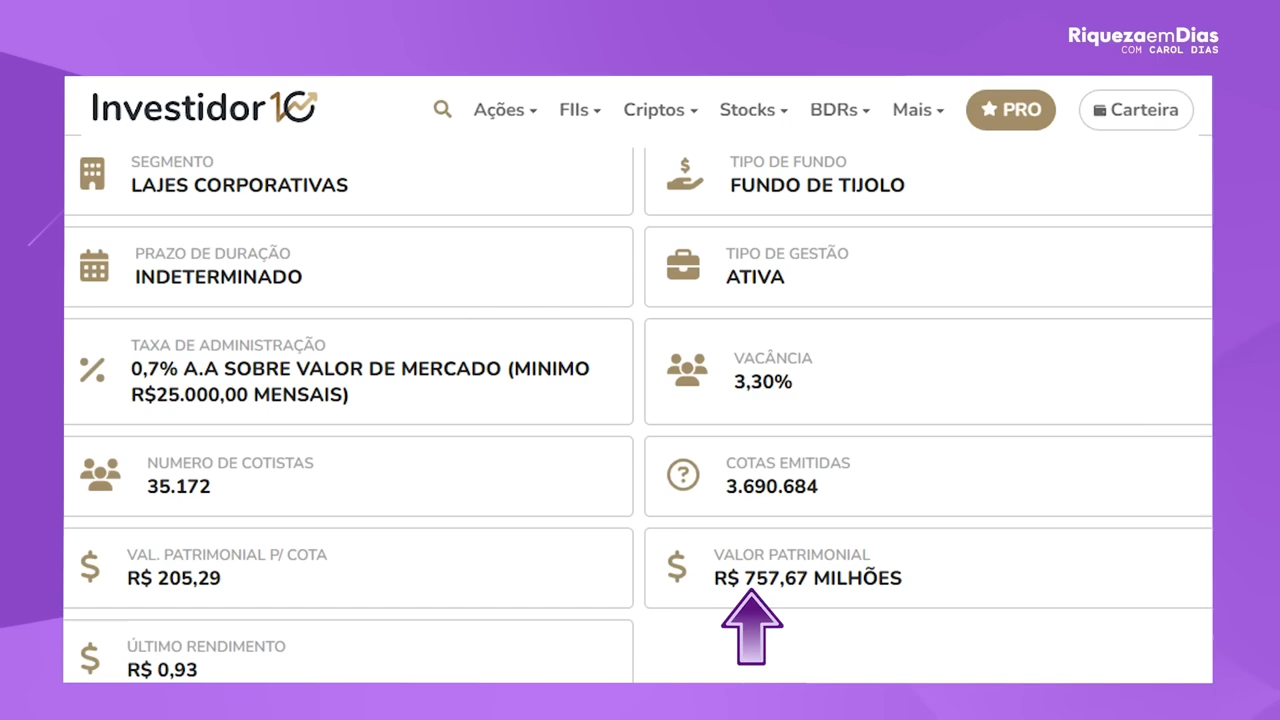 RiquezaemDias
COM CAROL DIAS
Investidor10
Ações
FIIs
Criptos
Stocks
BDRs
Mais
PRO
Carteira
SEGMENTO
LAJES CORPORATIVAS
TIPO DE FUNDO
FUNDO DE TIJOLO
PRAZO DE DURAÇÃO
INDETERMINADO
TIPO DE GESTÃO
ATIVA
TAXA DE ADMINISTRAÇÃO
0,7% A.A SOBRE VALOR DE MERCADO (MINIMO
R$25.000,00 MENSAIS)
VACÂNCIA
3,30%
NUMERO DE COTISTAS
35.172
COTAS EMITIDAS
3.690.684
VAL. PATRIMONIAL P/ COTA
R$ 205,29
VALOR PATRIMONIAL
R$ 757,67 MILHÕES
ÚLTIMO RENDIMENTO
R$ 0,93